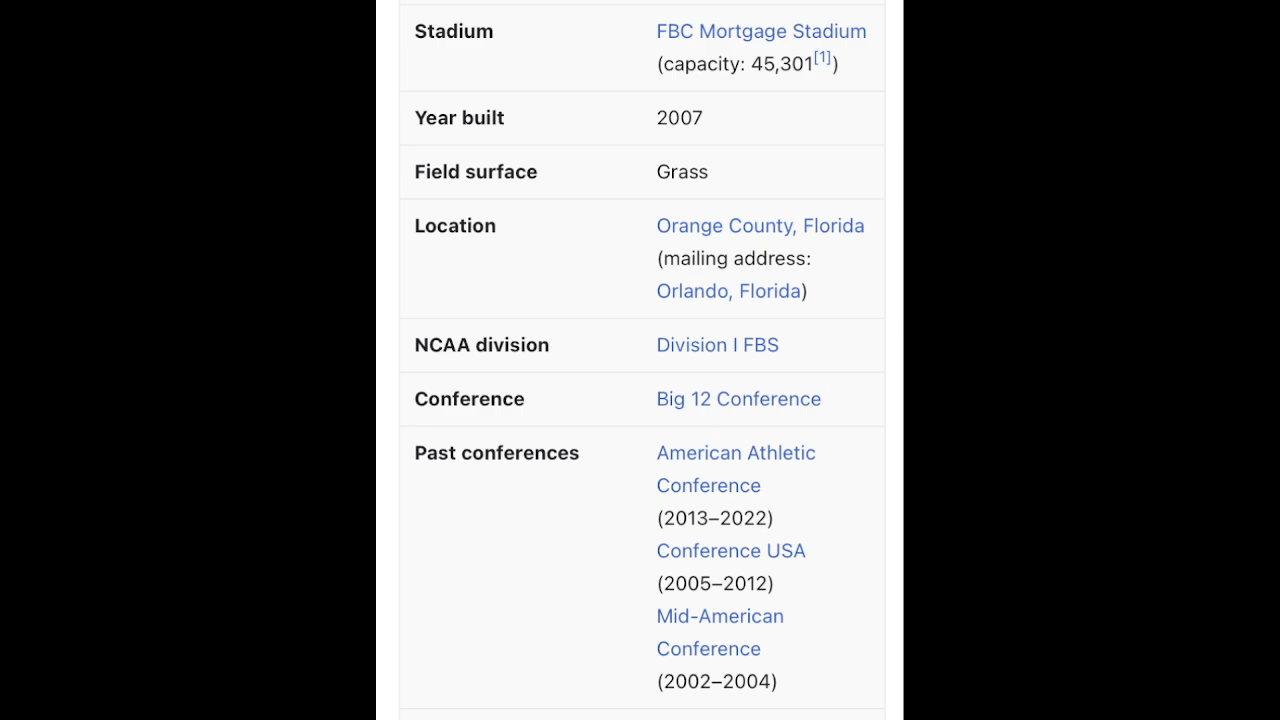 Stadium FBC Mortgage Stadium
(capacity: 45,301[1])
Year built 2007
Field surface Grass
Location Orange County, Florida
(mailing address:
Orlando, Florida)
NCAA division Division I FBS
Conference Big 12 Conference
Past conferences American Athletic
Conference
(2013–2022)
Conference USA
(2005–2012)
Mid-American
Conference
(2002–2004)